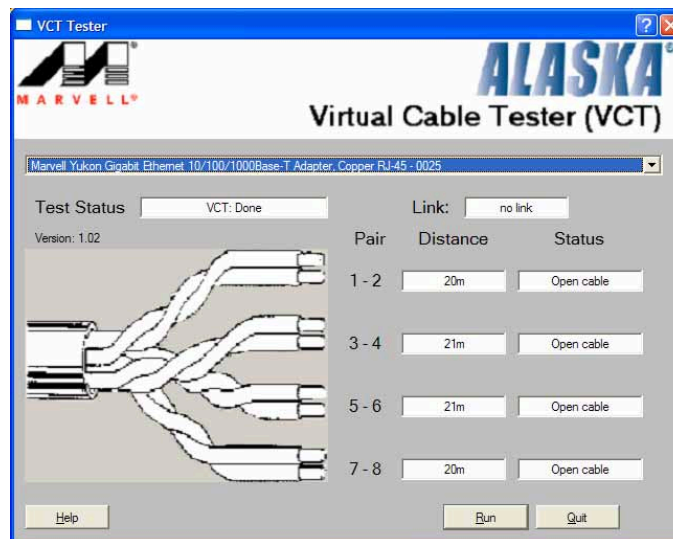 VCT Tester
MARVELL®
ALASKA®
Virtual Cable Tester (VCT)
Marvell Yukon Gigabit Ethernet 10/100/1000Base-T Adapter, Copper RJ-45 - 0025
Test Status VCT: Done Link: no link
Version: 1.02 Pair Distance Status
1 - 2 20m Open cable
3 - 4 21m Open cable
5 - 6 21m Open cable
7 - 8 20m Open cable
Help Run Quit